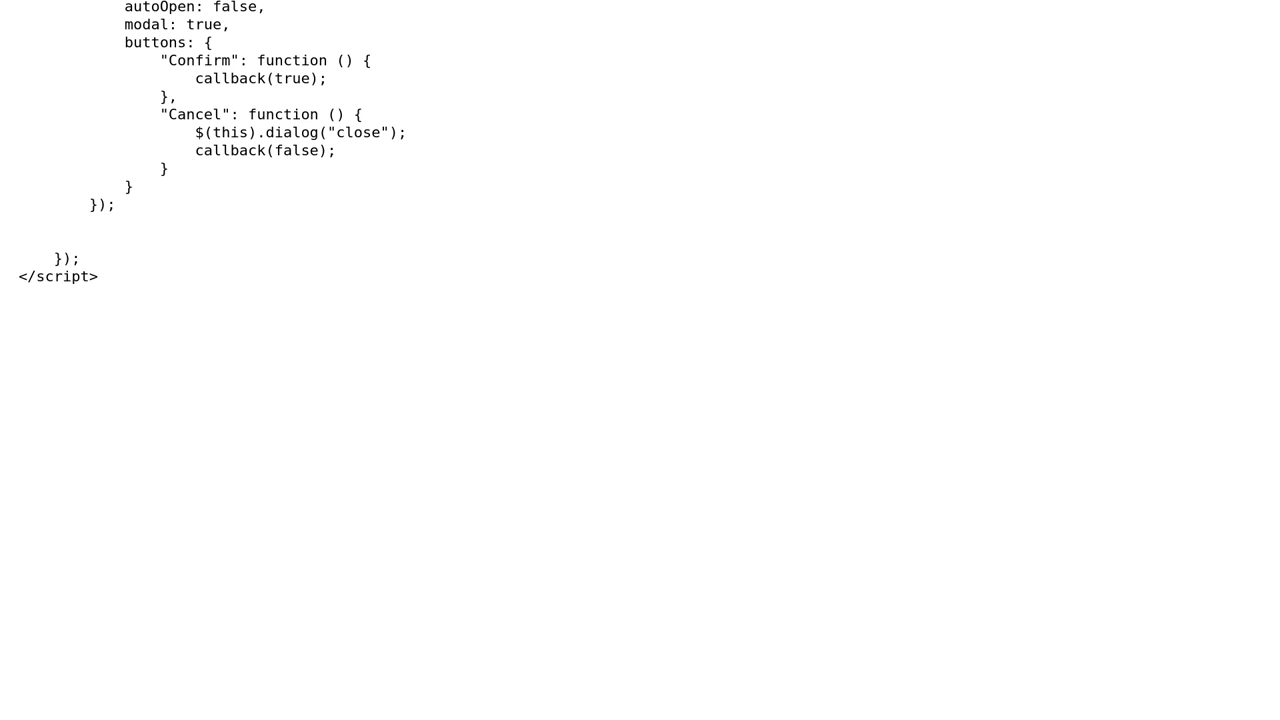 autoOpen: false,
            modal: true,
            buttons: {
                "Confirm": function () {
                    callback(true);
                },
                "Cancel": function () {
                    $(this).dialog("close");
                    callback(false);
                }
            }
        });


    });
</script>